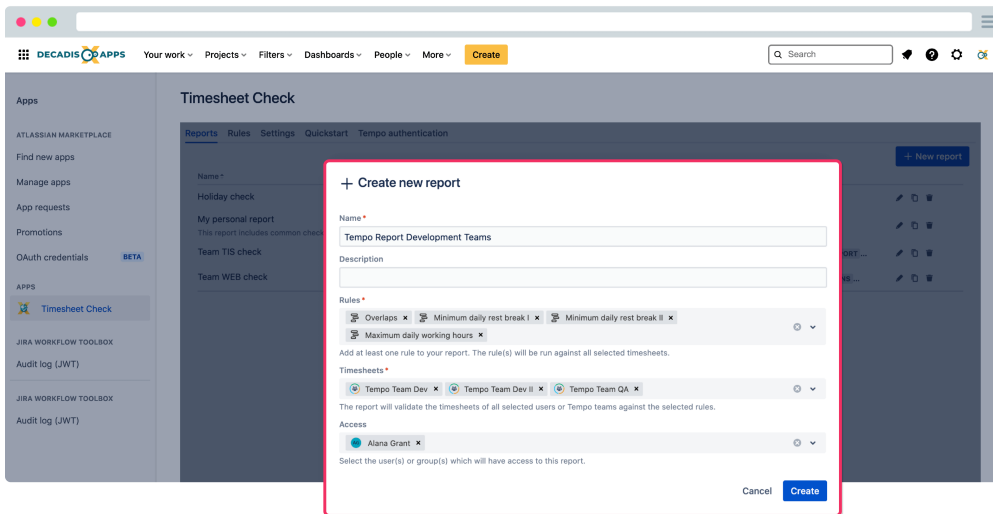 DECADIS APPS Your work Projects Filters Dashboards People More Create Search
Apps
Timesheet Check
ATLASSIAN MARKETPLACE
Reports Rules Settings Quickstart Tempo authentication
Find new apps
+ New report
Manage apps
Name
+ Create new report
App requests
Holiday check
My personal report
Promotions
This report includes common check
OAuth credentials BETA
Team TIS check
Team WEB check
APPS
Timesheet Check
JIRA WORKFLOW TOOLBOX
Audit log (JWT)
JIRA WORKFLOW TOOLBOX
Audit log (JWT)
Name*
Tempo Report Development Teams
Description
Rules*
Overlaps × Minimum daily rest break I × Minimum daily rest break II ×
Maximum daily working hours ×
Add at least one rule to your report. The rule(s) will be run against all selected timesheets.
Timesheets*
Tempo Team Dev × Tempo Team Dev II × Tempo Team QA ×
The report will validate the timesheets of all selected users or Tempo teams against the selected rules.
Access
Alana Grant ×
Select the user(s) or group(s) which will have access to this report.
Cancel Create